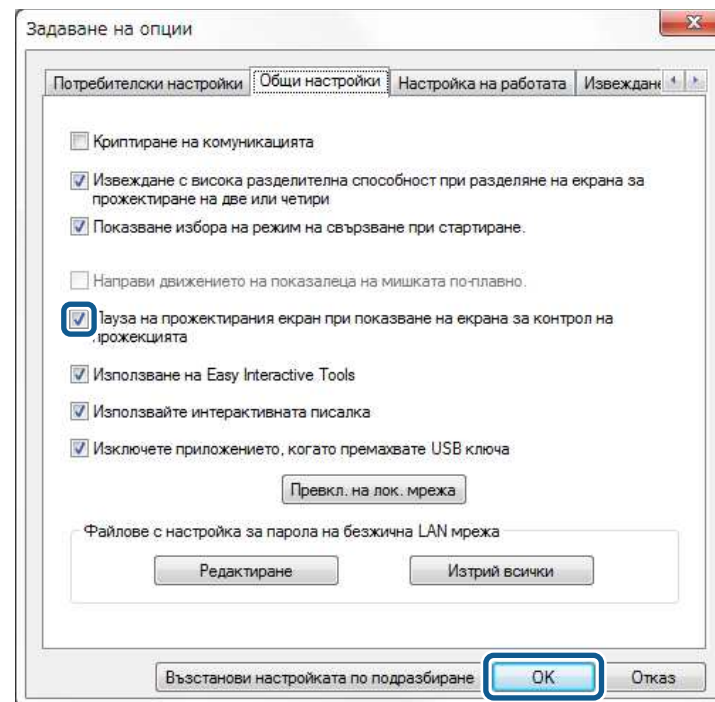 Задаване на опции
Потребителски настройки Общи настройки Настройка на работата Извеждане
Криптиране на комуникацията
Извеждане с висока разделителна способност при разделяне на екрана за
прожектиране на две или четири
Показване избора на режим на свързване при стартиране.
Направи движението на показалеца на мишката по-плавно.
Пауза на прожектирания екран при показване на екрана за контрол на
прожекцията
Използване на Easy Interactive Tools
Използвайте интерактивната писалка
Изключете приложението, когато премахвате USB ключа
Превкл. на лок. мрежа
Файлове с настройка за парола на безжична LAN мрежа
Редактиране Изтрий всички
Възстанови настройката по подразбиране OK Отказ